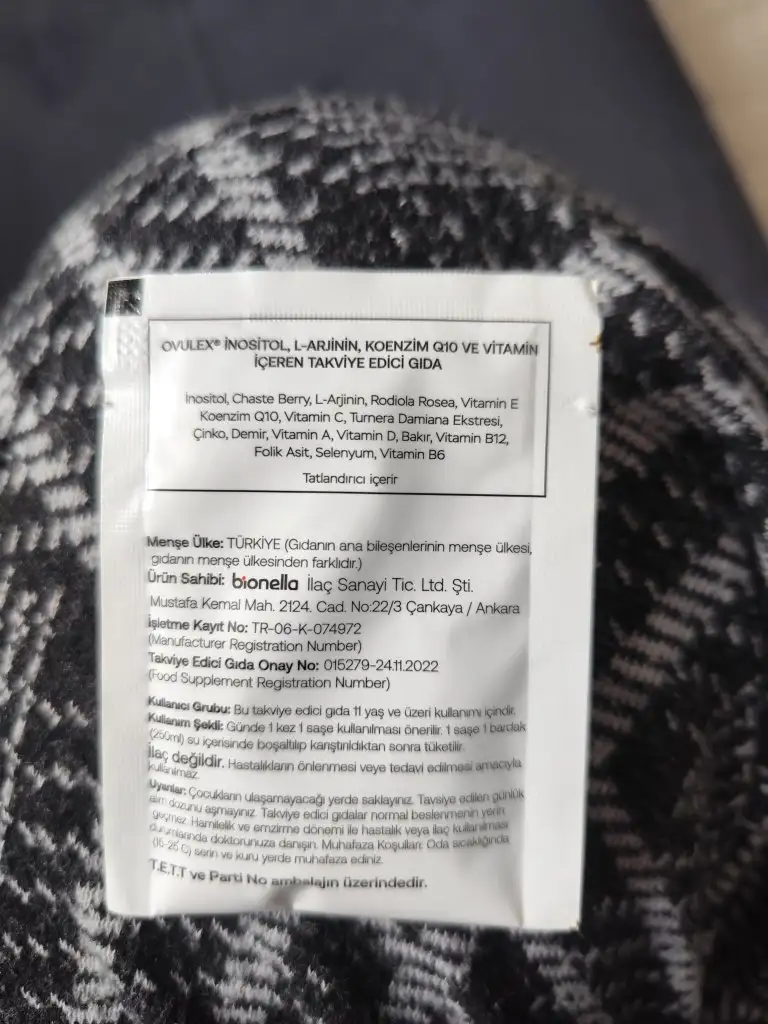 OVULEX® İNOSİTOL, L-ARJİNİN, KOENZİM Q10 VE VİTAMİN
İÇEREN TAKVİYE EDİCİ GIDA
İnositol, Chaste Berry, L-Arjinin, Rodiola Rosea, Vitamin E
Koenzim Q10, Vitamin C, Turnera Damiana Ekstresi,
Çinko, Demir, Vitamin A, Vitamin D, Bakır, Vitamin B12,
Folik Asit, Selenyum, Vitamin B6
Tatlandırıcı içerir
Menşe Ülke: TÜRKİYE (Gıdanın ana bileşenlerinin menşe ülkesi,
gıdanın menşe ülkesinden farklıdır.)
Ürün Sahibi: bionella İlaç Sanayi Tic. Ltd. Şti.
Mustafa Kemal Mah. 2124. Cad. No:22/3 Çankaya / Ankara
İşletme Kayıt No: TR-06-K-074972
(Manufacturer Registration Number)
Takviye Edici Gıda Onay No: 015279-24.11.2022
(Food Supplement Registration Number)
Kullanıcı Grubu: Bu takviye edici gıda 11 yaş ve üzeri kullanımı içindir.
Kullanım Şekli: Günde 1 kez 1 saşe kullanılması önerilir. 1 saşe 1 bardak
(250ml) su içerisinde boşaltılıp karıştırıldıktan sonra tüketilir.
İlaç değildir. Hastalıkların önlenmesi veya tedavi edilmesi amacıyla
kullanılmaz.
Uyarılar: Çocukların ulaşamayacağı yerde saklayınız. Tavsiye edilen günlük
alım dozunu aşmayınız. Takviye edici gıdalar normal beslenmenin yerine
geçmez. Hamilelik ve emzirme dönemi ile hastalık veya ilaç kullanılması
durumlarında doktorunuza danışın. Muhafaza Koşulları: Oda sıcaklığında
(15-25 C) serin ve kuru yerde muhafaza ediniz.
T.E.T.T ve Parti No ambalajın üzerindedir.